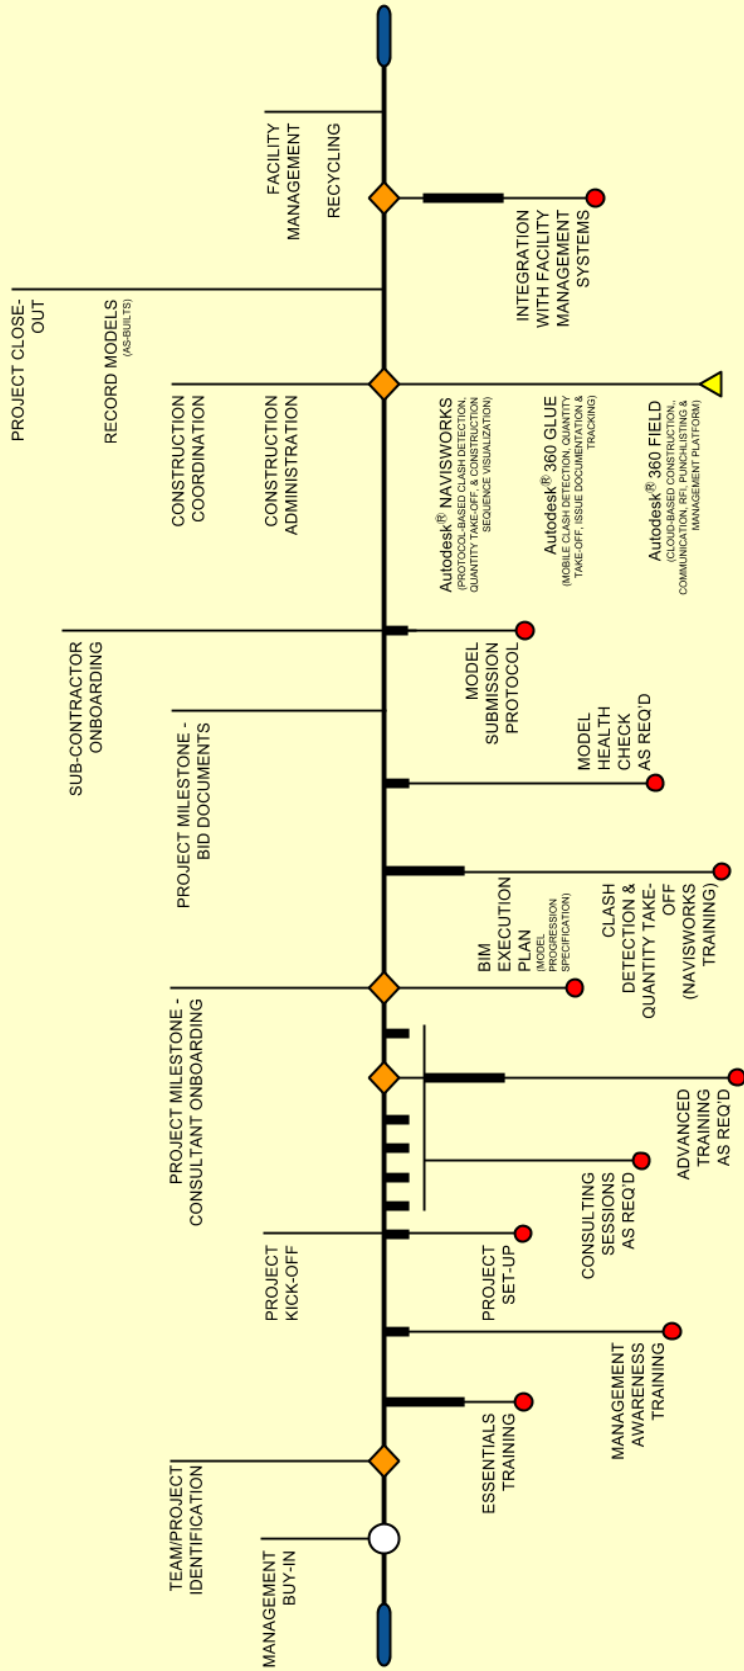 MANAGEMENT
BUY-IN
TEAM/PROJECT
IDENTIFICATION
ESSENTIALS
TRAINING
MANAGEMENT
AWARENESS
TRAINING
PROJECT
KICK-OFF
PROJECT
SET-UP
CONSULTING
SESSIONS
AS REQ'D
ADVANCED
TRAINING
AS REQ'D
PROJECT MILESTONE -
CONSULTANT ONBOARDING
BIM
EXECUTION
PLAN
(MODEL
PROGRESSION
SPECIFICATION)
CLASH
DETECTION &
QUANTITY TAKE-
OFF
(NAVISWORKS
TRAINING)
MODEL
HEALTH
CHECK
AS REQ'D
PROJECT MILESTONE -
BID DOCUMENTS
SUB-CONTRACTOR
ONBOARDING
MODEL
SUBMISSION
PROTOCOL
CONSTRUCTION
COORDINATION
CONSTRUCTION
ADMINISTRATION
Autodesk® NAVISWORKS
(PROTOCOL-BASED CLASH DETECTION,
QUANTITY TAKE-OFF, & CONSTRUCTION
SEQUENCE VISUALIZATION)
Autodesk® 360 GLUE
(MOBILE CLASH DETECTION, QUANTITY
TAKE-OFF, ISSUE DOCUMENTATION &
TRACKING)
Autodesk® 360 FIELD
(CLOUD-BASED CONSTRUCTION,,
COMMUNICATION, RFI, PUNCHLISTING &
MANAGEMENT PLATFORM)
PROJECT CLOSE-
OUT
RECORD MODELS
(AS-BUILTS)
FACILITY
MANAGEMENT
RECYCLING
INTEGRATION
WITH FACILITY
MANAGEMENT
SYSTEMS